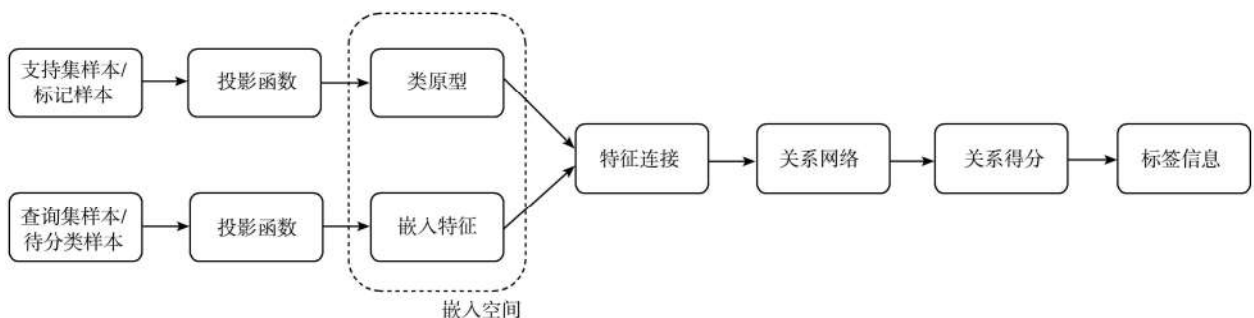 支持集样本/
标记样本
投影函数
类原型
查询集样本/
待分类样本
投影函数
嵌入特征
嵌入空间
特征连接
关系网络
关系得分
标签信息